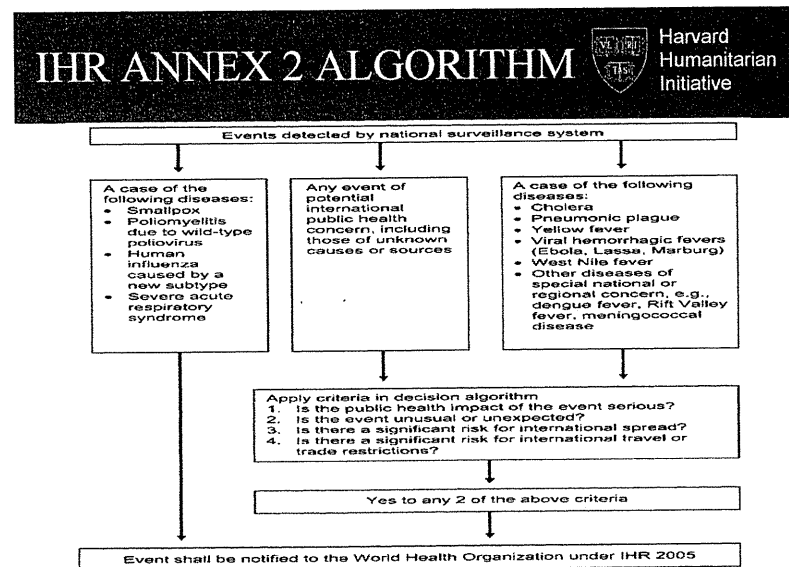 IHR ANNEX 2 ALGORITHM
VE RI
TAS
Harvard
Humanitarian
Initiative
Events detected by national surveillance system
A case of the
following diseases:
• Smallpox
• Poliomyelitis
due to wild-type
poliovirus
• Human
influenza
caused by a
new subtype
• Severe acute
respiratory
syndrome
Any event of
potential
international
public health
concern, including
those of unknown
causes or sources
A case of the following
diseases:
• Cholera
• Pneumonic plague
• Yellow fever
• Viral hemorrhagic fevers
(Ebola, Lassa, Marburg)
• West Nile fever
• Other diseases of
special national or
regional concern, e.g.,
dengue fever, Rift Valley
fever, meningococcal
disease
Apply criteria in decision algorithm
1. Is the public health impact of the event serious?
2. Is the event unusual or unexpected?
3. Is there a significant risk for international spread?
4. Is there a significant risk for international travel or
trade restrictions?
Yes to any 2 of the above criteria
Event shall be notified to the World Health Organization under IHR 2005